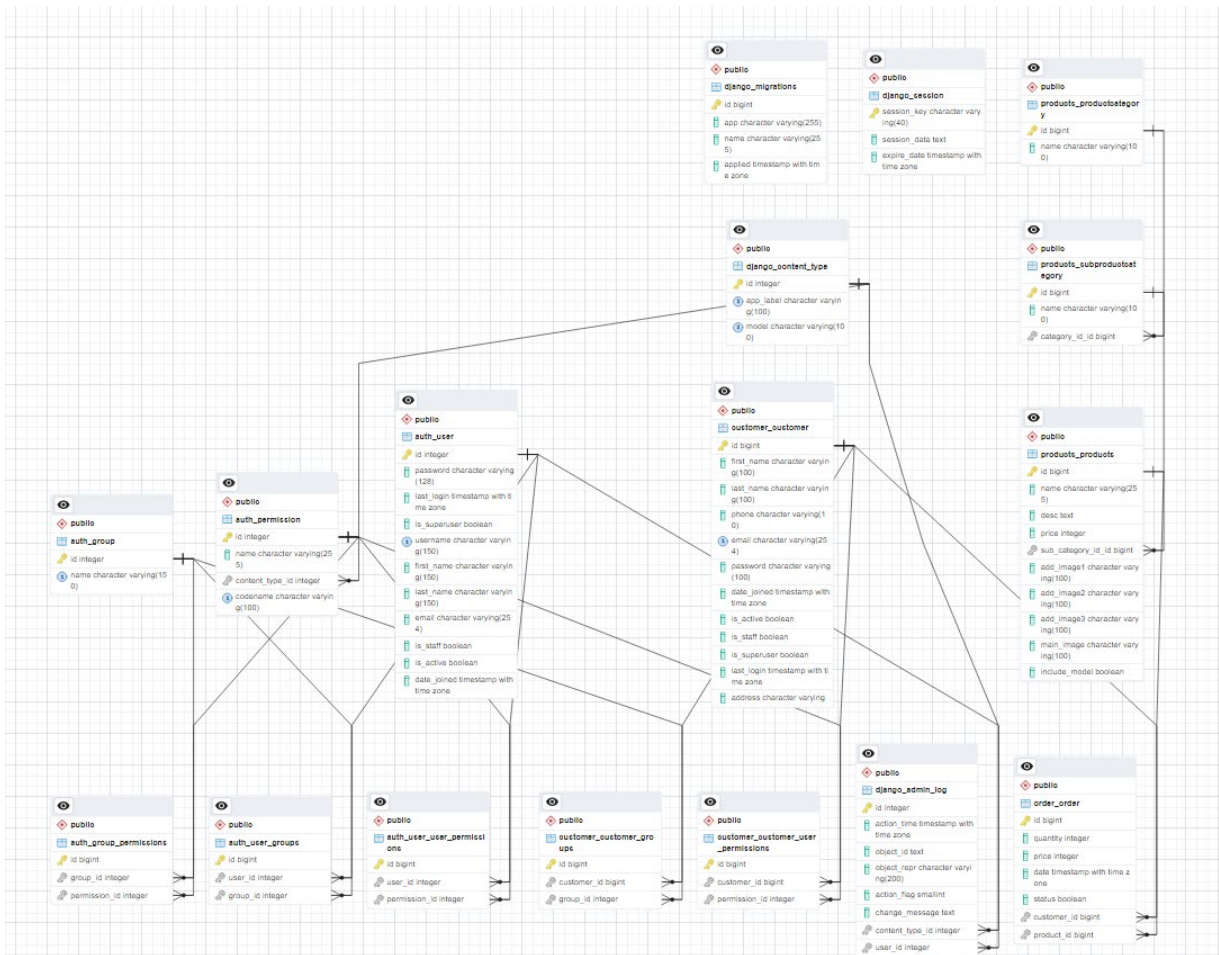 public
django_migrations
id bigint
app character varying(255)
name character varying(25
5)
applied timestamp with tim
e zone
public
django_session
session_key character vary
ing(40)
session_data text
expire_date timestamp with
time zone
public
products_productcategor
y
id bigint
name character varying(10
0)
public
django_content_type
id integer
app_label character varyin
g(100)
model character varying(10
0)
public
products_subproductcat
egory
id bigint
name character varying(10
0)
category_id_id bigint
public
auth_user
id integer
password character varying
(128)
last_login timestamp with ti
me zone
is_superuser boolean
username character varyin
g(150)
first_name character varyin
g(150)
last_name character varyin
g(150)
email character varying(25
4)
is_staff boolean
is_active boolean
date_joined timestamp with
time zone
public
customer_customer
id bigint
first_name character varyin
g(100)
last_name character varyin
g(100)
phone character varying(1
0)
email character varying(25
4)
password character varying
(100)
date_joined timestamp with
time zone
is_active boolean
is_staff boolean
is_superuser boolean
last_login timestamp with ti
me zone
address character varying
public
products_products
id bigint
name character varying(25
5)
desc text
price integer
sub_category_id_id bigint
add_image1 character var
ying(100)
add_image2 character var
ying(100)
add_image3 character var
ying(100)
main_image character var
ying(100)
include_model boolean
public
auth_group
id integer
name character varying(15
0)
public
auth_permission
id integer
name character varying(25
5)
content_type_id integer
codename character varyin
g(100)
public
auth_group_permissions
id bigint
group_id integer
permission_id integer
public
auth_user_groups
id bigint
user_id integer
group_id integer
public
auth_user_user_permissi
ons
id bigint
user_id integer
permission_id integer
public
customer_customer_gro
ups
id bigint
customer_id bigint
group_id integer
public
customer_customer_user
_permissions
id bigint
customer_id bigint
permission_id integer
public
django_admin_log
id integer
action_time timestamp with
time zone
object_id text
object_repr character varyi
ng(200)
action_flag smallint
change_message text
content_type_id integer
user_id integer
public
order_order
id bigint
quantity integer
price integer
date timestamp with time z
one
status boolean
customer_id bigint
product_id bigint